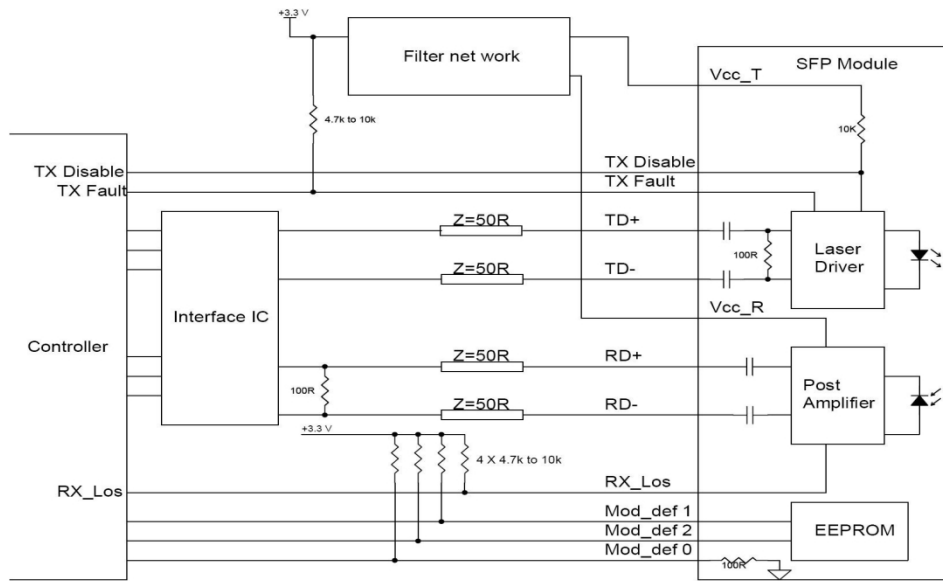 +3.3 V
Filter net work
SFP Module
Vcc_T
4.7k to 10k
10K
TX Disable
TX Disable
TX Fault
TX Fault
Z=50R
TD+
Laser
Driver
100R
Z=50R
TD-
Interface IC
Vcc_R
Controller
Z=50R
RD+
100R
Post
Amplifier
Z=50R
RD-
+3.3 V
4 X 4.7k to 10k
RX_Los
RX_Los
Mod_def 1
Mod_def 2
EEPROM
Mod_def 0
100R